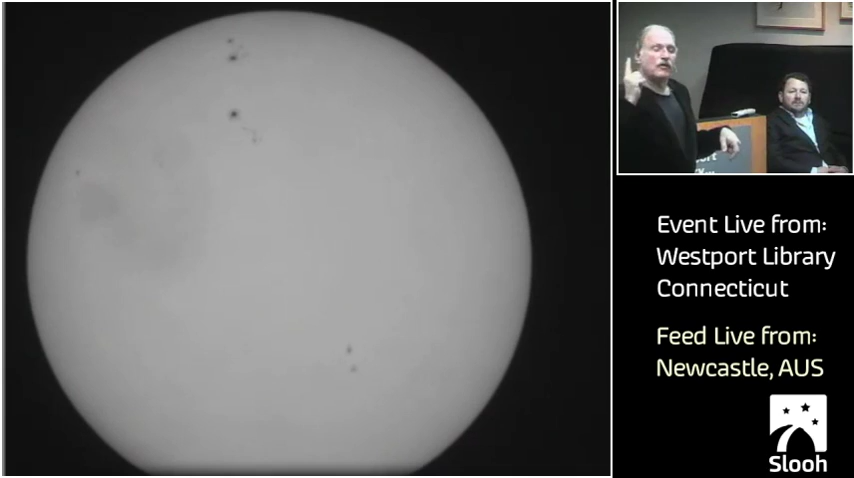 Event Live from:
Westport Library
Connecticut
Feed Live from:
Newcastle, AUS
Slooh